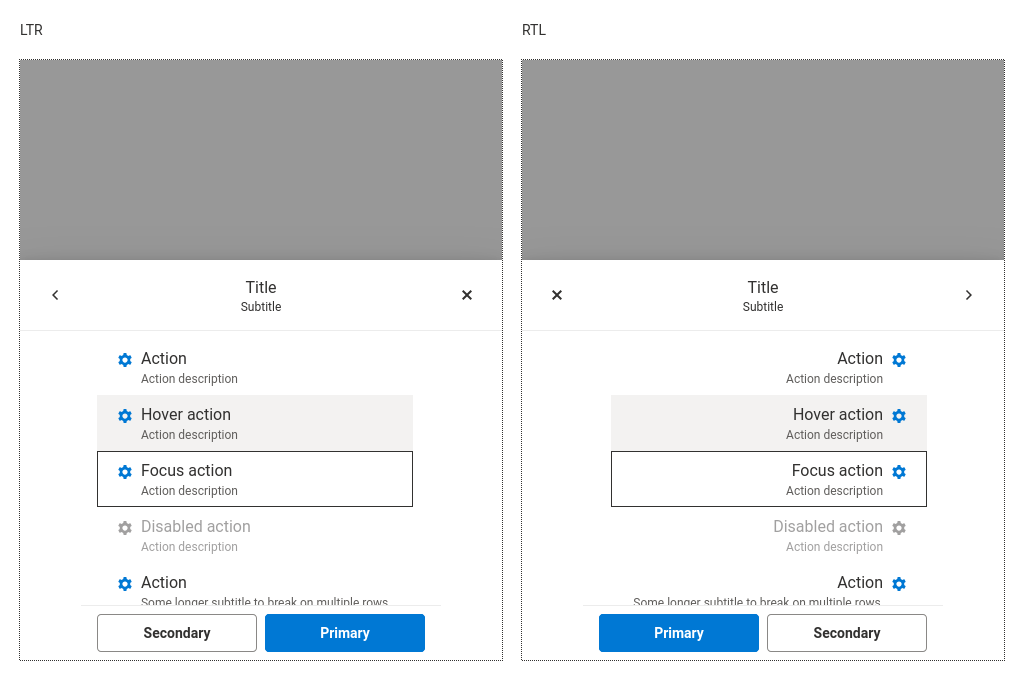 LTR
Title
Subtitle
Action
Action description
Hover action
Action description
Focus action
Action description
Disabled action
Action description
Action
Some longer subtitle to break on multiple rows
Secondary
Primary
RTL
Title
Subtitle
Action
Action description
Hover action
Action description
Focus action
Action description
Disabled action
Action description
Action
Some longer subtitle to break on multiple rows
Primary
Secondary